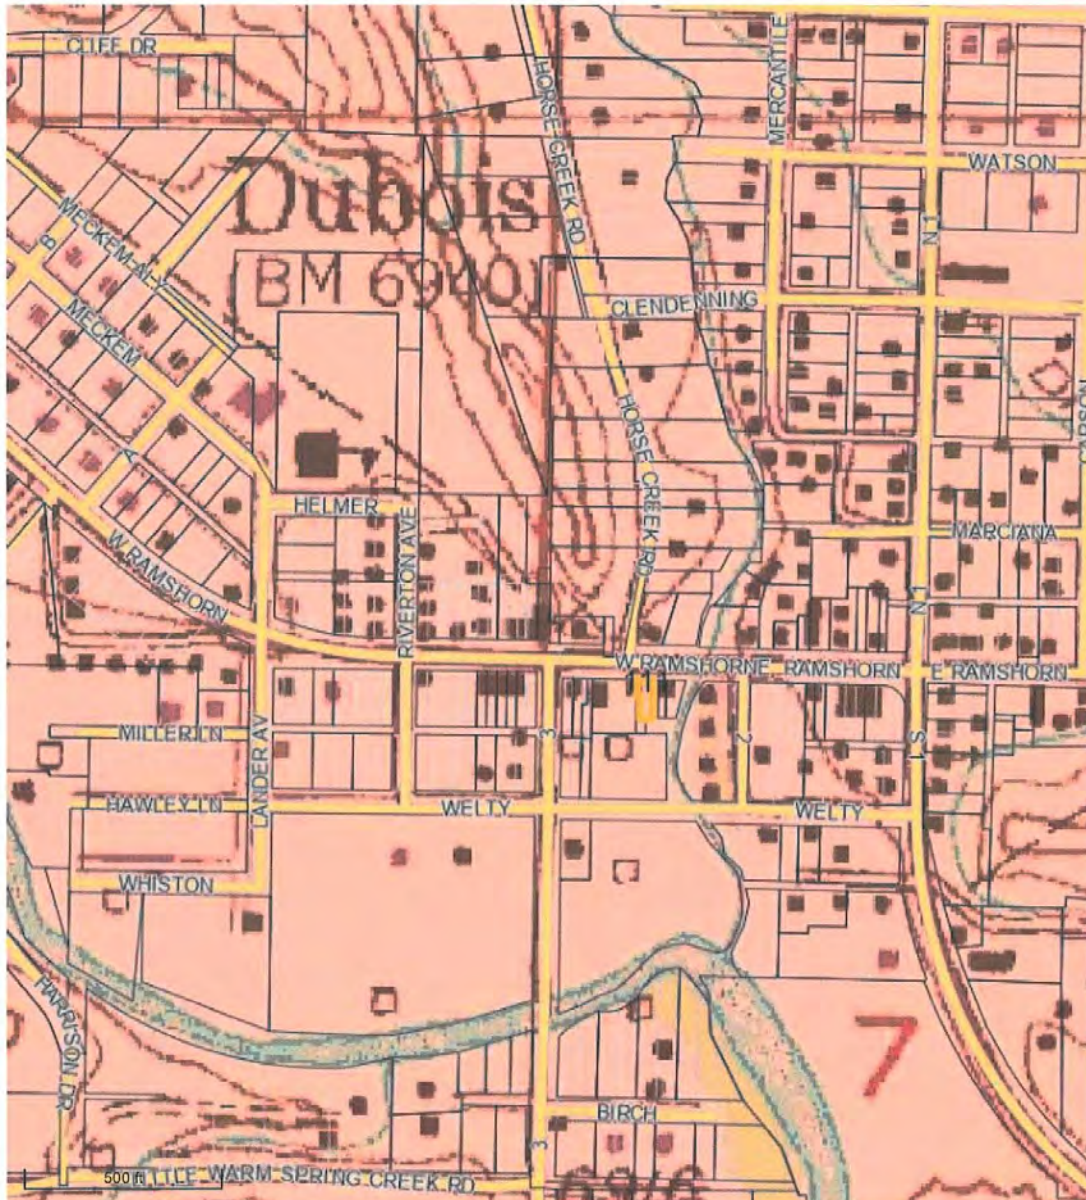 CLIFF DR
HORSE CREEK RD
MERCANTILE
WATSON
MECKEM ALY
B
Dubois
(BM 6940)
N 1
CLENDENNING
MECKEM
HORSE CREEK RD
A
HELMER
RIVERTON AVE
MARCIANA
W RAMSHORN
N 1
W RAMSHORNE RAMSHORN
E RAMSHORN
MILLER LN
LANDER AV
3
2
S 1
HAWLEY LN
WELTY
WELTY
WHISTON
HARRISON DR
7
BIRCH
3
500 ft
LITTLE WARM SPRING CREEK RD